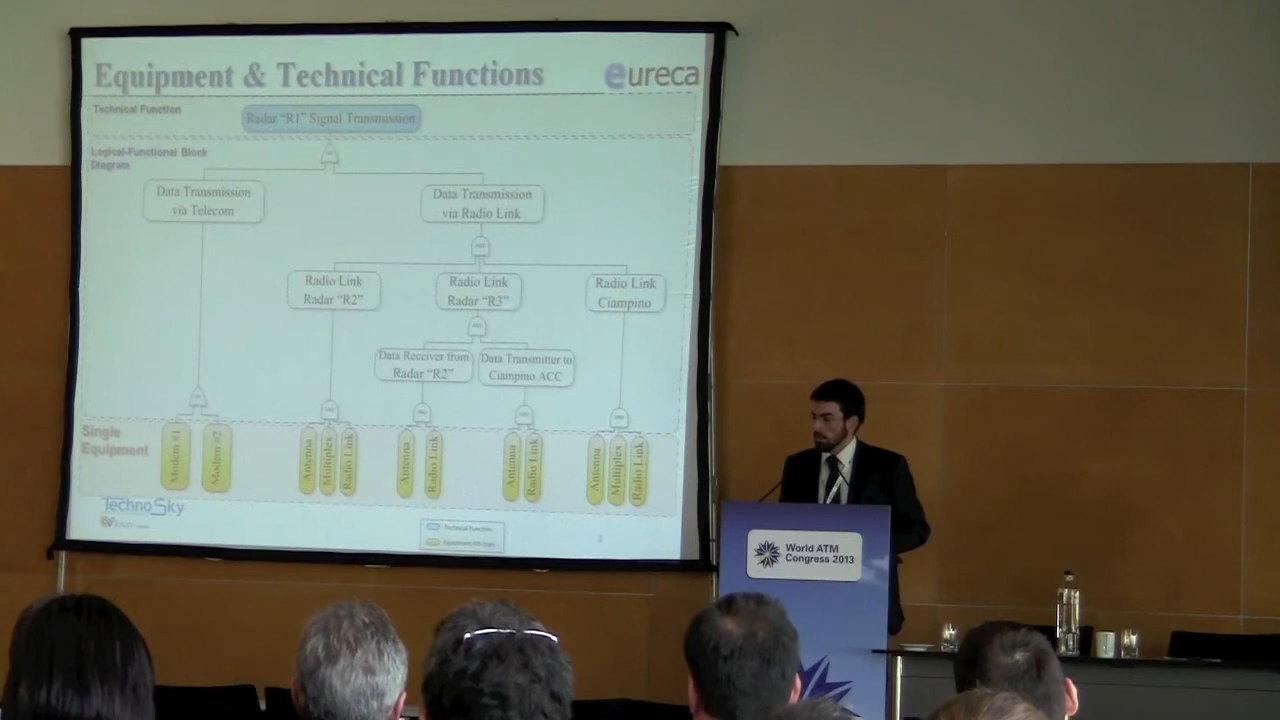 Equipment & Technical Functions
eureca
Technical Function
Radar “R1” Signal Transmission
Logical-Functional Block
Diagram
Data Transmission
via Telecom
Data Transmission
via Radio Link
Radio Link
Radar “R2”
Radio Link
Radar “R3”
Radio Link
Ciampino
Data Receiver from
Radar “R2”
Data Transmitter to
Ciampino ACC
Single
Equipment
Modem #1
Modem #2
Antenna
Multiplex
Radio Link
Antenna
Radio Link
Antenna
Radio Link
Antenna
Multiplex
Radio Link
TechnoSky
Technical Function
World ATM
Congress 2013